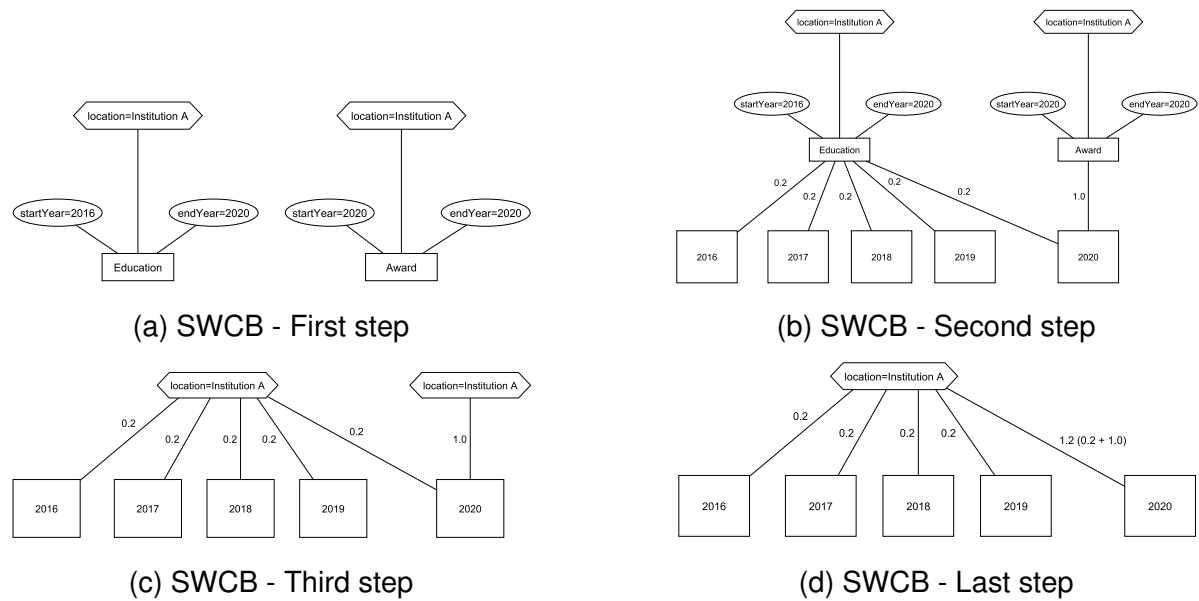 location=Institution A
location=Institution A
startYear=2016
endYear=2020
startYear=2020
endYear=2020
Education
Award
(a) SWCB - First step
location=Institution A
location=Institution A
startYear=2016
endYear=2020
startYear=2020
endYear=2020
Education
Award
0.2
0.2
0.2
0.2
0.2
1.0
2016
2017
2018
2019
2020
(b) SWCB - Second step
location=Institution A
location=Institution A
0.2
0.2
0.2
0.2
0.2
1.0
2016
2017
2018
2019
2020
(c) SWCB - Third step
location=Institution A
0.2
0.2
0.2
0.2
1.2 (0.2 + 1.0)
2016
2017
2018
2019
2020
(d) SWCB - Last step